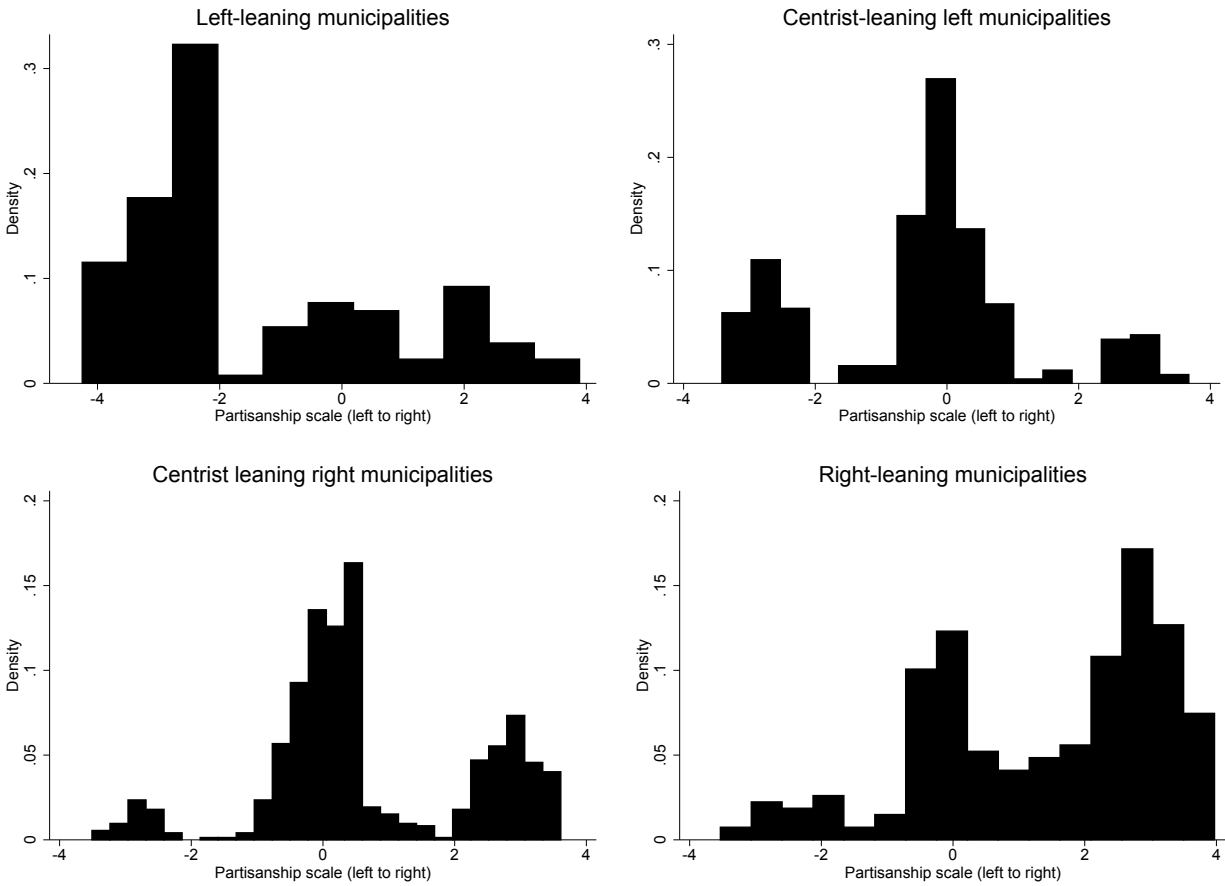 Left-leaning municipalities
Density
0 .1 .2 .3
-4 -2 0 2 4
Partisanship scale (left to right)
Centrist-leaning left municipalities
Density
0 .1 .2 .3
-4 -2 0 2 4
Partisanship scale (left to right)
Centrist leaning right municipalities
Density
0 .05 .1 .15 .2
-4 -2 0 2 4
Partisanship scale (left to right)
Right-leaning municipalities
Density
0 .05 .1 .15 .2
-4 -2 0 2 4
Partisanship scale (left to right)